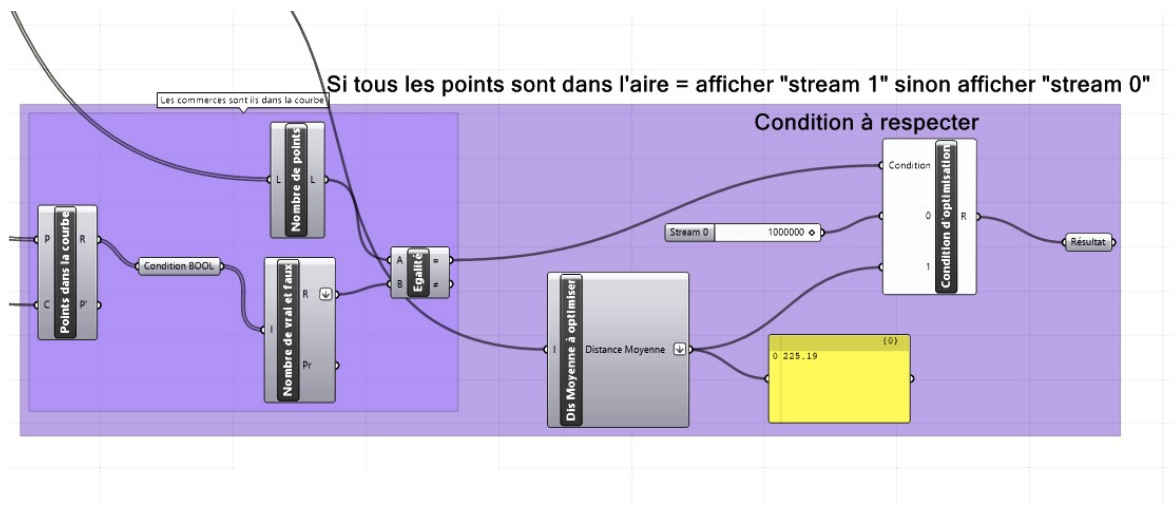 Si tous les points sont dans l'aire = afficher "stream 1" sinon afficher "stream 0"
Les commerces sont ils dans la courbe
Condition à respecter
Nombre de points
L
L
Points dans la courbe
P
R
C
P'
Condition BOOL
Nombre de vrai et faux
I
R
Pr
Egalité
A
=
B
≠
Stream 0
1000000
Condition d'optimisation
Condition
0
R
1
Résultat
Dis Moyenne à optimiser
I
Distance Moyenne
{0}
0 225.19